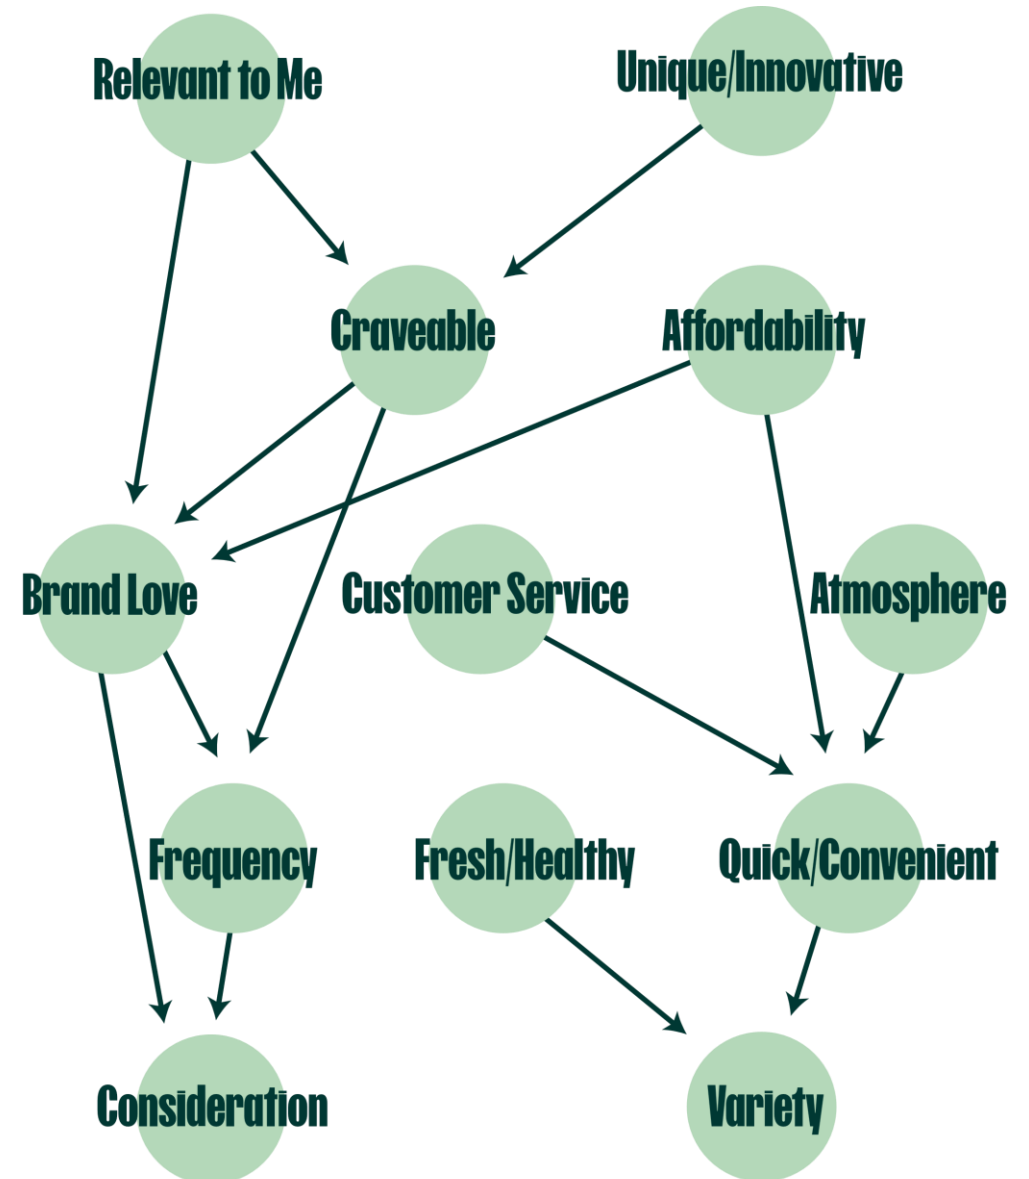 Relevant to Me
Unique/Innovative
Craveable
Affordability
Brand Love
Customer Service
Atmosphere
Frequency
Fresh/Healthy
Quick/Convenient
Consideration
Variety